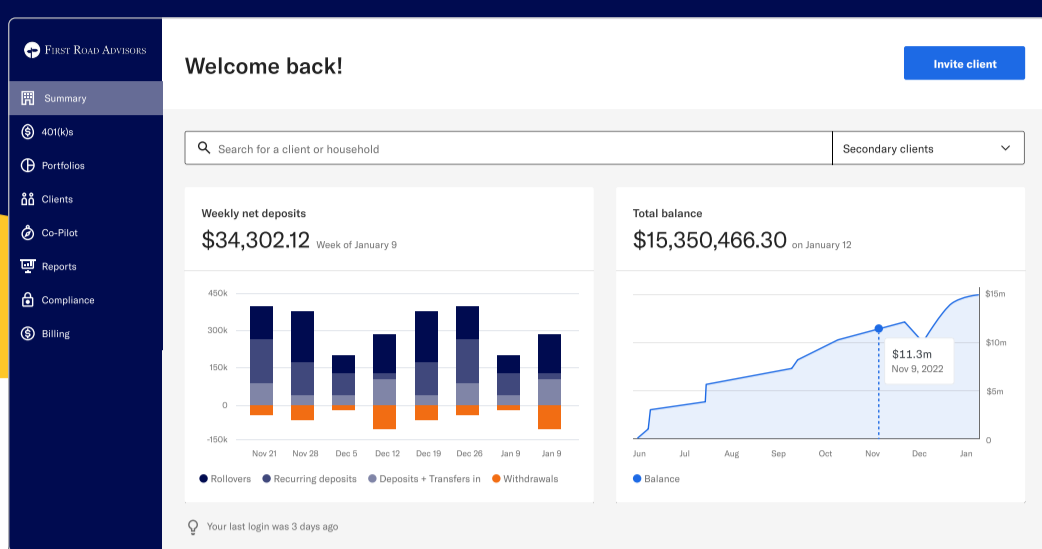 FIRST ROAD ADVISORS
Summary
401(k)s
Portfolios
Clients
Co-Pilot
Reports
Compliance
Billing
Welcome back!
Invite client
Search for a client or household
Secondary clients
Weekly net deposits
$34,302.12 Week of January 9
450k
300k
150k
0
-150k
Nov 21 Nov 28 Dec 5 Dec 12 Dec 19 Dec 26 Jan 9 Jan 9
Rollovers Recurring deposits Deposits + Transfers in Withdrawals
Total balance
$15,350,466.30 on January 12
$15m
$10m
$5m
0
$11.3m
Nov 9, 2022
Jun Jul Aug Sep Oct Nov Dec Jan
Balance
Your last login was 3 days ago